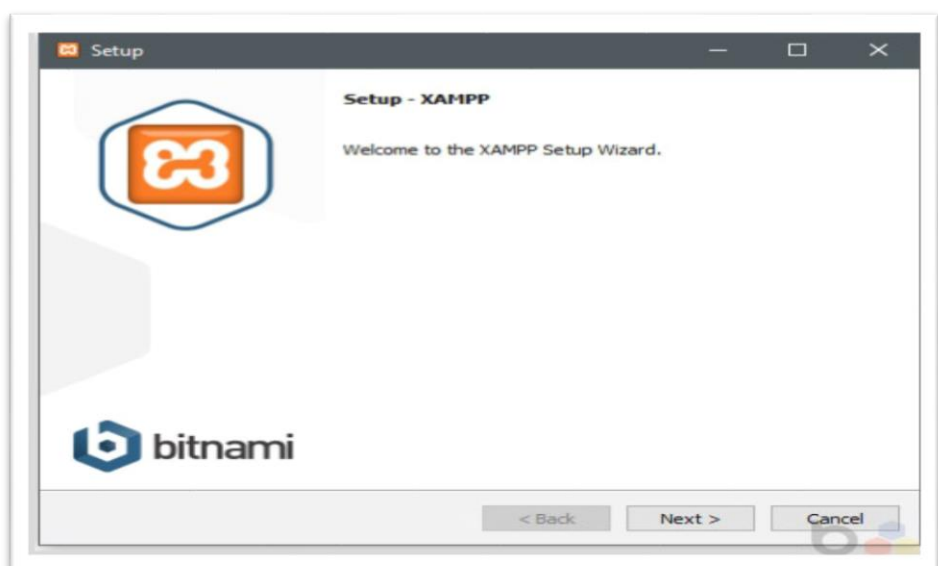 Setup
Setup - XAMPP
Welcome to the XAMPP Setup Wizard.
bitnami
< Back
Next >
Cancel